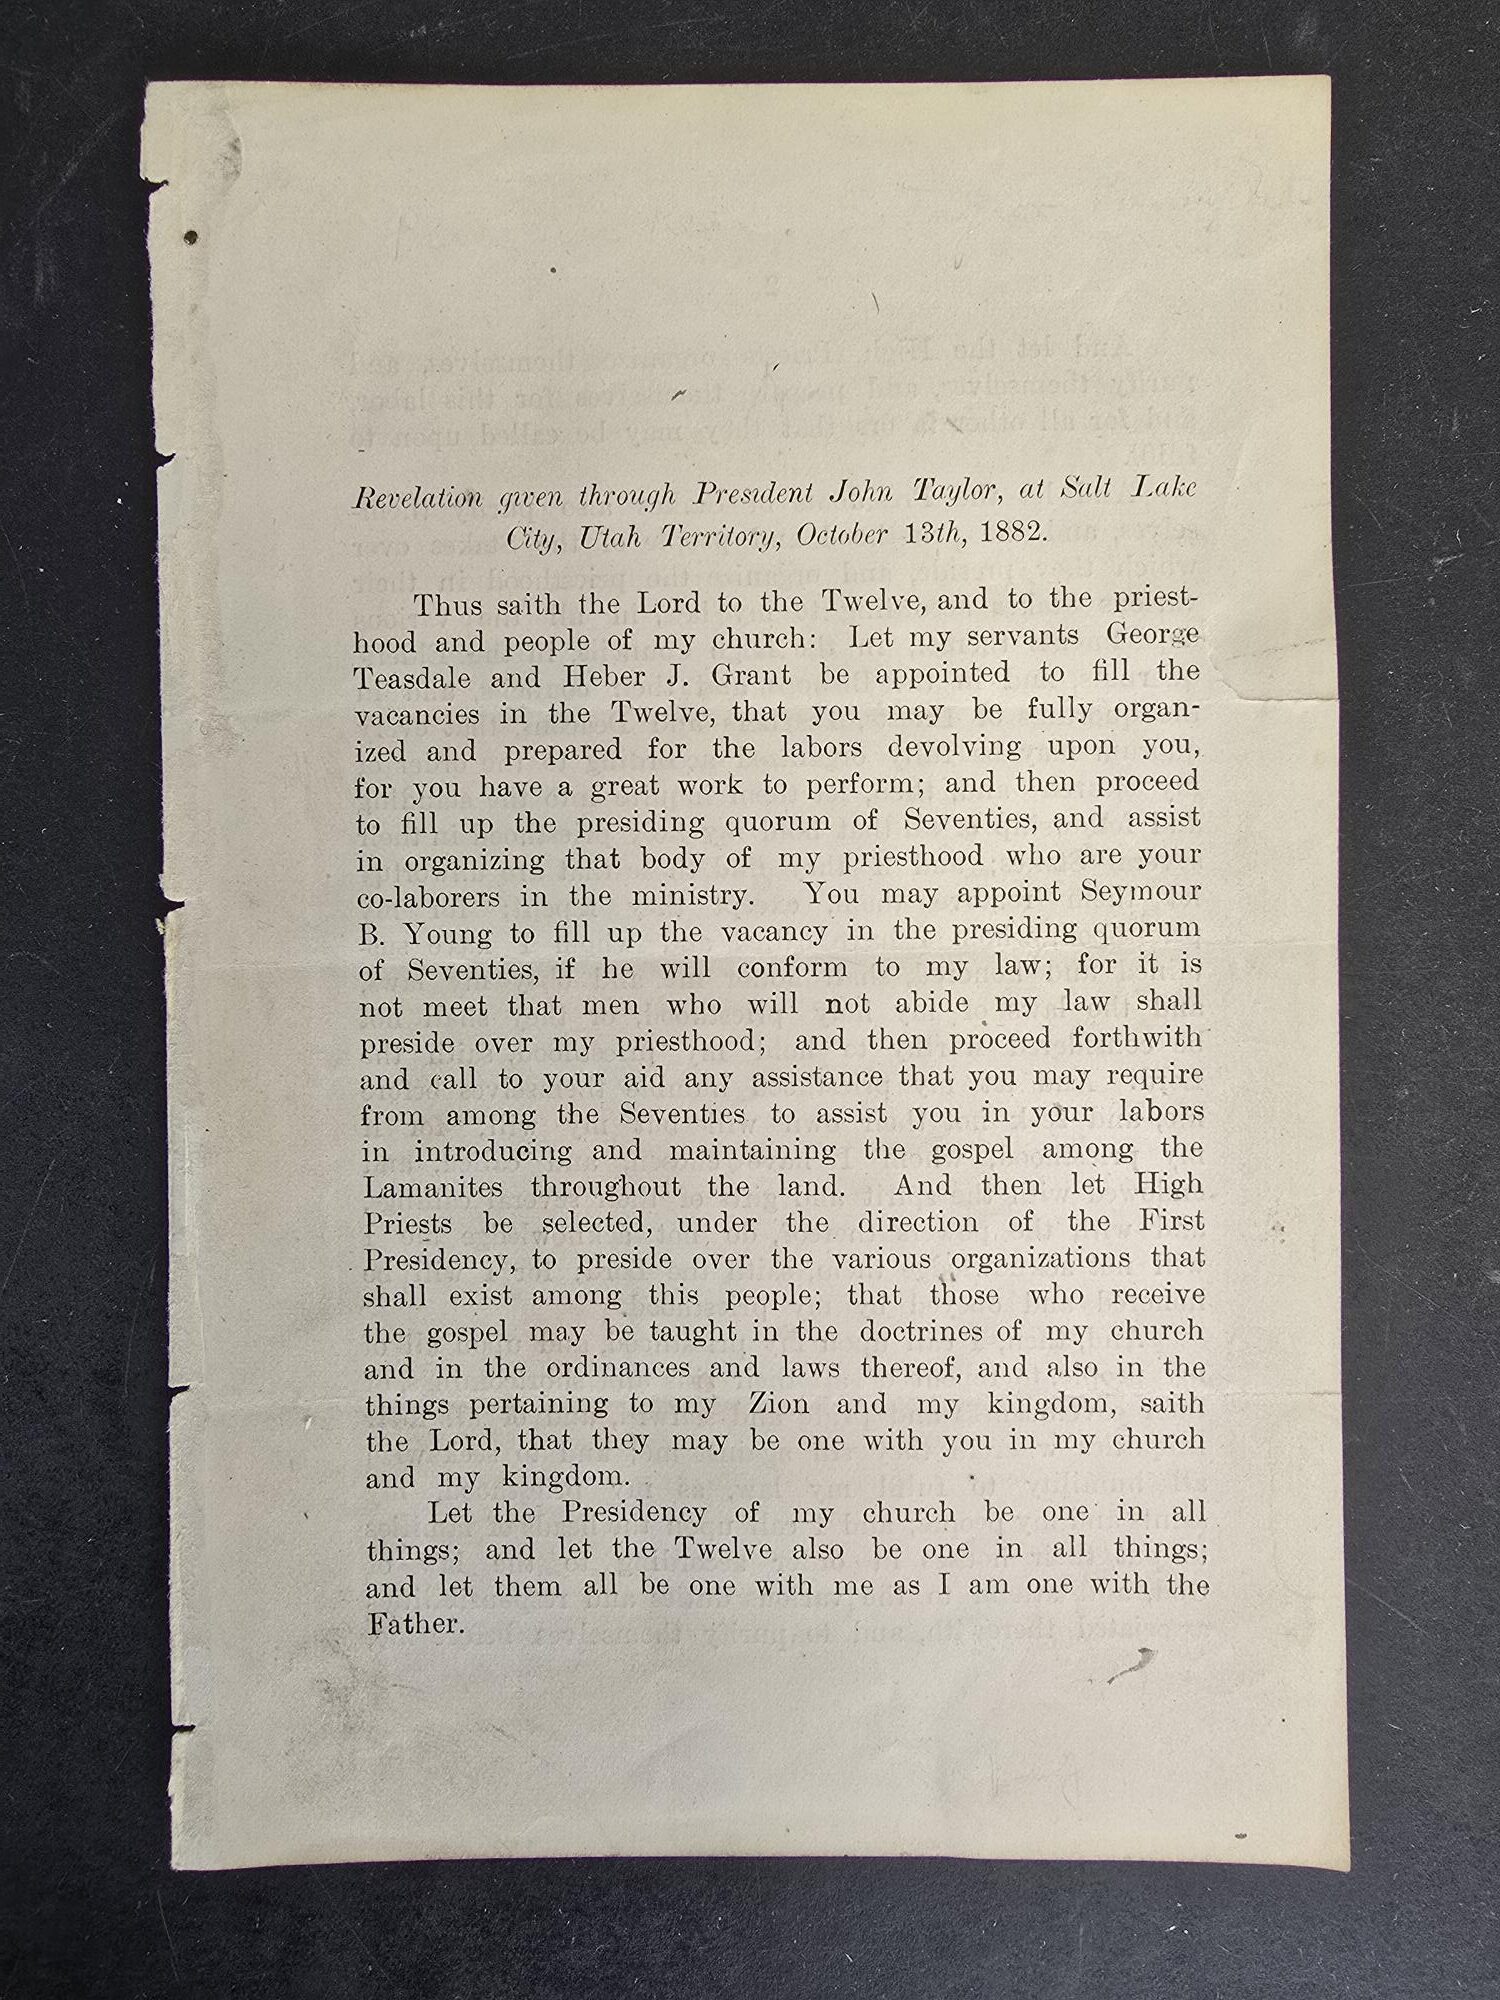 Revelation given through President John Taylor, at Salt Lake
City, Utah Territory, October 13th, 1882.
Thus saith the Lord to the Twelve, and to the priest-
hood and people of my church: Let my servants George
Teasdale and Heber J. Grant be appointed to fill the
vacancies in the Twelve, that you may be fully organ-
ized and prepared for the labors devolving upon you,
for you have a great work to perform; and then proceed
to fill up the presiding quorum of Seventies, and assist
in organizing that body of my priesthood who are your
co-laborers in the ministry. You may appoint Seymour
B. Young to fill up the vacancy in the presiding quorum
of Seventies, if he will conform to my law; for it is
not meet that men who will not abide my law shall
preside over my priesthood; and then proceed forthwith
and call to your aid any assistance that you may require
from among the Seventies to assist you in your labors
in introducing and maintaining the gospel among the
Lamanites throughout the land. And then let High
Priests be selected, under the direction of the First
Presidency, to preside over the various organizations that
shall exist among this people; that those who receive
the gospel may be taught in the doctrines of my church
and in the ordinances and laws thereof, and also in the
things pertaining to my Zion and my kingdom, saith
the Lord, that they may be one with you in my church
and my kingdom.
Let the Presidency of my church be one in all
things; and let the Twelve also be one in all things;
and let them all be one with me as I am one with the
Father.